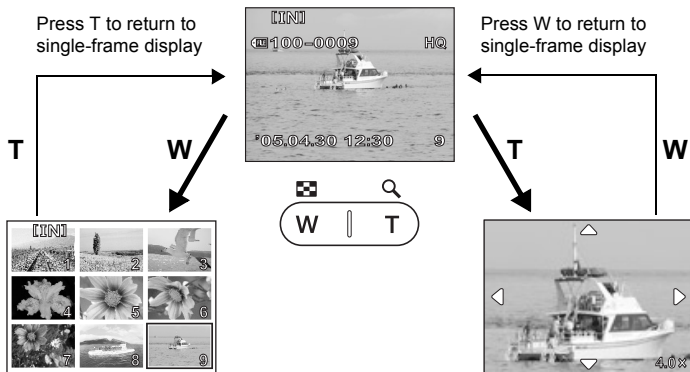 Press T to return to
single-frame display
[IN]
100-0009 HQ
'05.04.30 12:30 9
Press W to return to
single-frame display
T W T W
W T
[IN]
1 2 3
4 5 6
7 8 9
4.0×